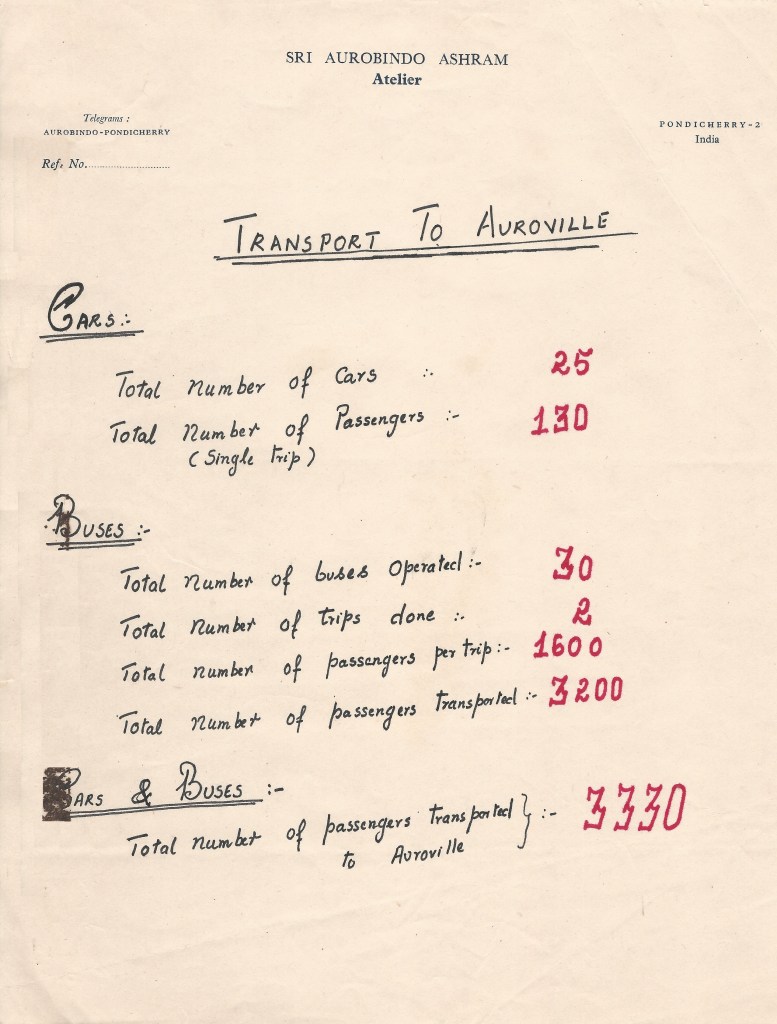 SRI AUROBINDO ASHRAM
Atelier
Telegrams :
AUROBINDO-PONDICHERRY
PONDICHERRY-2
India
Ref. No.
TRANSPORT TO AUROVILLE
CARS :-
Total Number of Cars :- 25
Total Number of Passengers :- 130
(Single trip)
BUSES :-
Total Number of buses operated :- 30
Total Number of trips done :- 2
Total Number of passengers per trip :- 1600
Total Number of passengers transported :- 3200
CARS & BUSES :-
Total Number of passengers transported } :- 3330
to Auroville